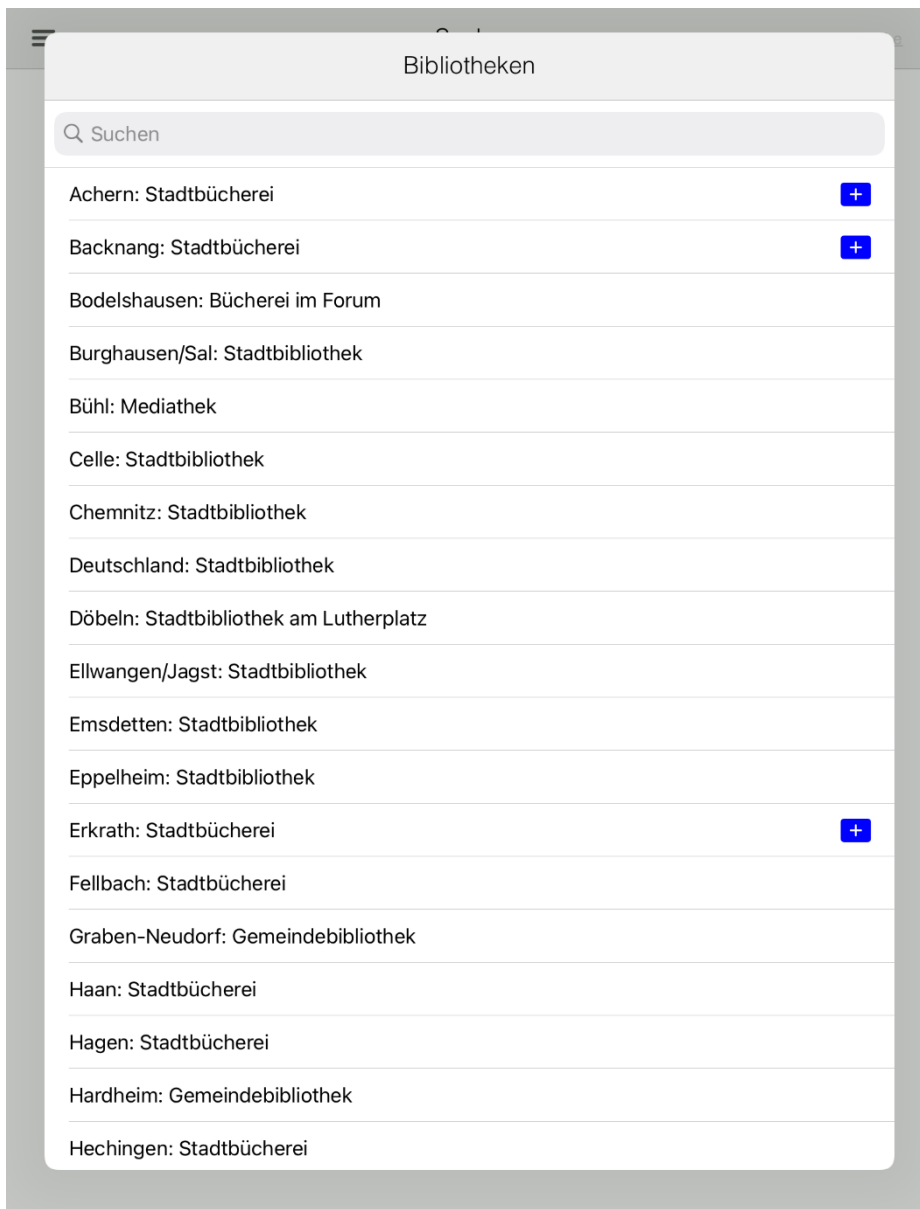 Bibliotheken
Suchen
Achern: Stadtbücherei
+
Backnang: Stadtbücherei
+
Bodelshausen: Bücherei im Forum
Burghausen/Sal: Stadtbibliothek
Bühl: Mediathek
Celle: Stadtbibliothek
Chemnitz: Stadtbibliothek
Deutschland: Stadtbibliothek
Döbeln: Stadtbibliothek am Lutherplatz
Ellwangen/Jagst: Stadtbibliothek
Emsdetten: Stadtbibliothek
Eppelheim: Stadtbibliothek
Erkrath: Stadtbücherei
+
Fellbach: Stadtbücherei
Graben-Neudorf: Gemeindebibliothek
Haan: Stadtbücherei
Hagen: Stadtbücherei
Hardheim: Gemeindebibliothek
Hechingen: Stadtbücherei